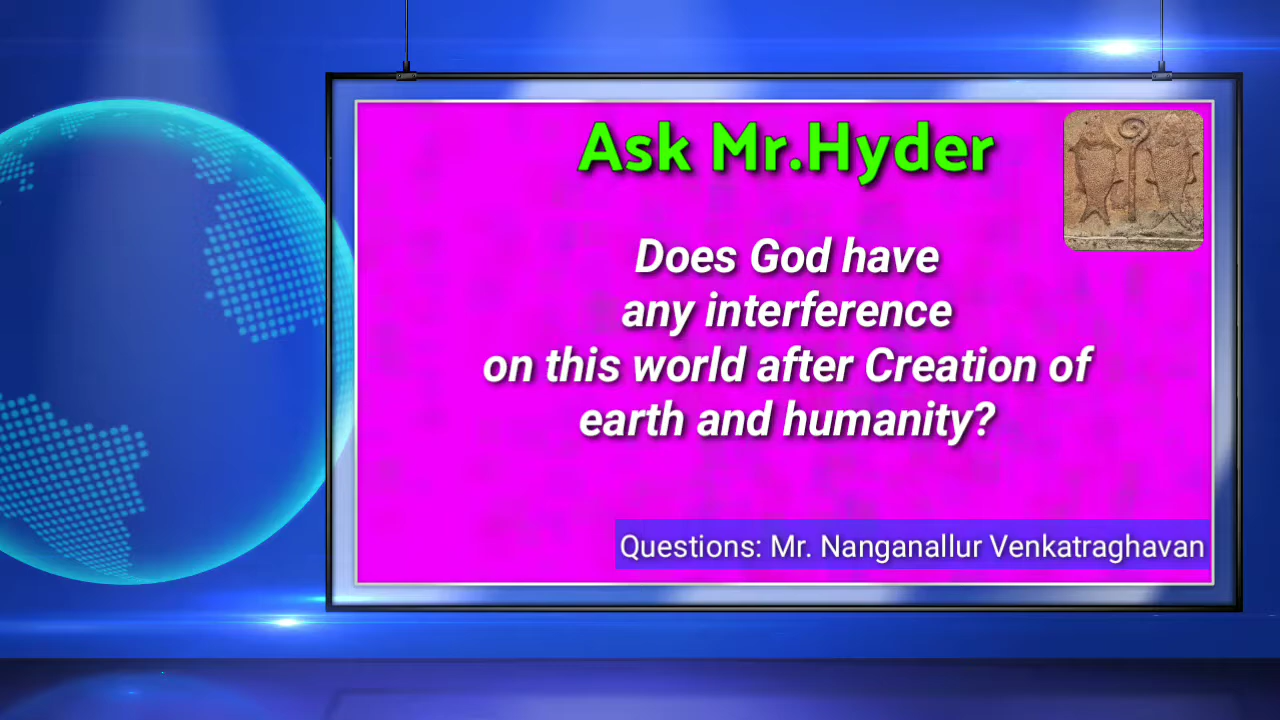 Ask Mr.Hyder
Does God have
any interference
on this world after Creation of
earth and humanity?
Questions: Mr. Nanganallur Venkatraghavan